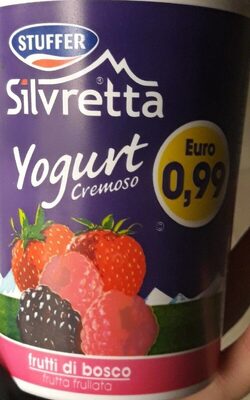 STUFFER
Silvretta®
Yogurt
Cremoso
Euro
0,99
frutti di bosco
frutta frullata